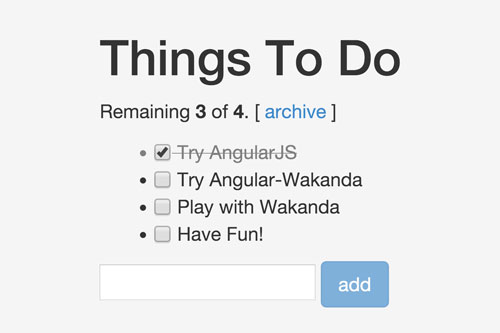 Things To Do
Remaining 3 of 4. [ archive ]
Try AngularJS
Try Angular-Wakanda
Play with Wakanda
Have Fun!
add